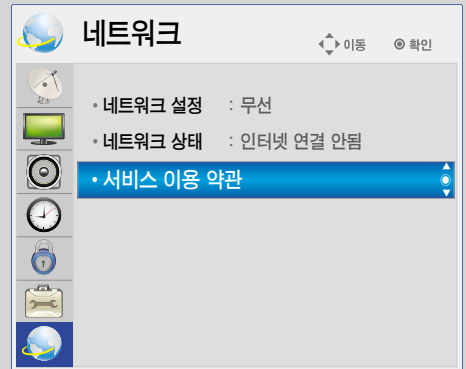 네트워크
이동 ⊙ 확인
• 네트워크 설정 : 무선
• 네트워크 상태 : 인터넷 연결 안됨
• 서비스 이용 약관